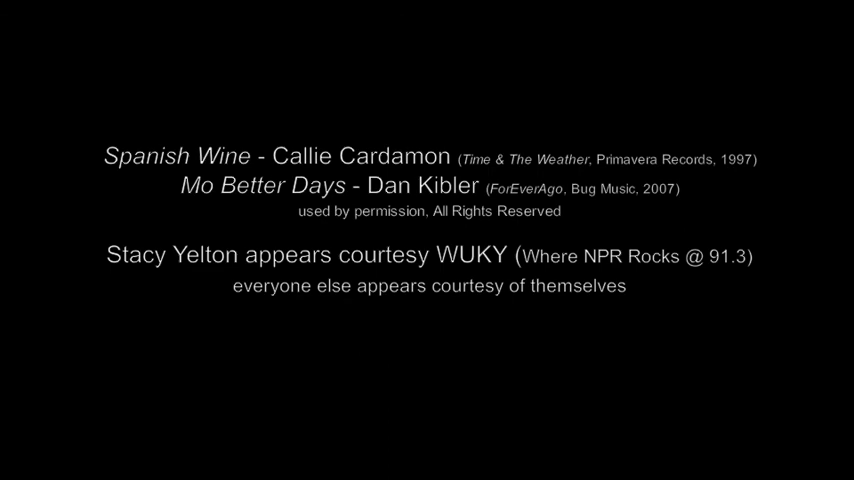 Spanish Wine - Callie Cardamon (Time & The Weather, Primavera Records, 1997)
Mo Better Days - Dan Kibler (ForEverAgo, Bug Music, 2007)
used by permission, All Rights Reserved
Stacy Yelton appears courtesy WUKY (Where NPR Rocks @ 91.3)
everyone else appears courtesy of themselves